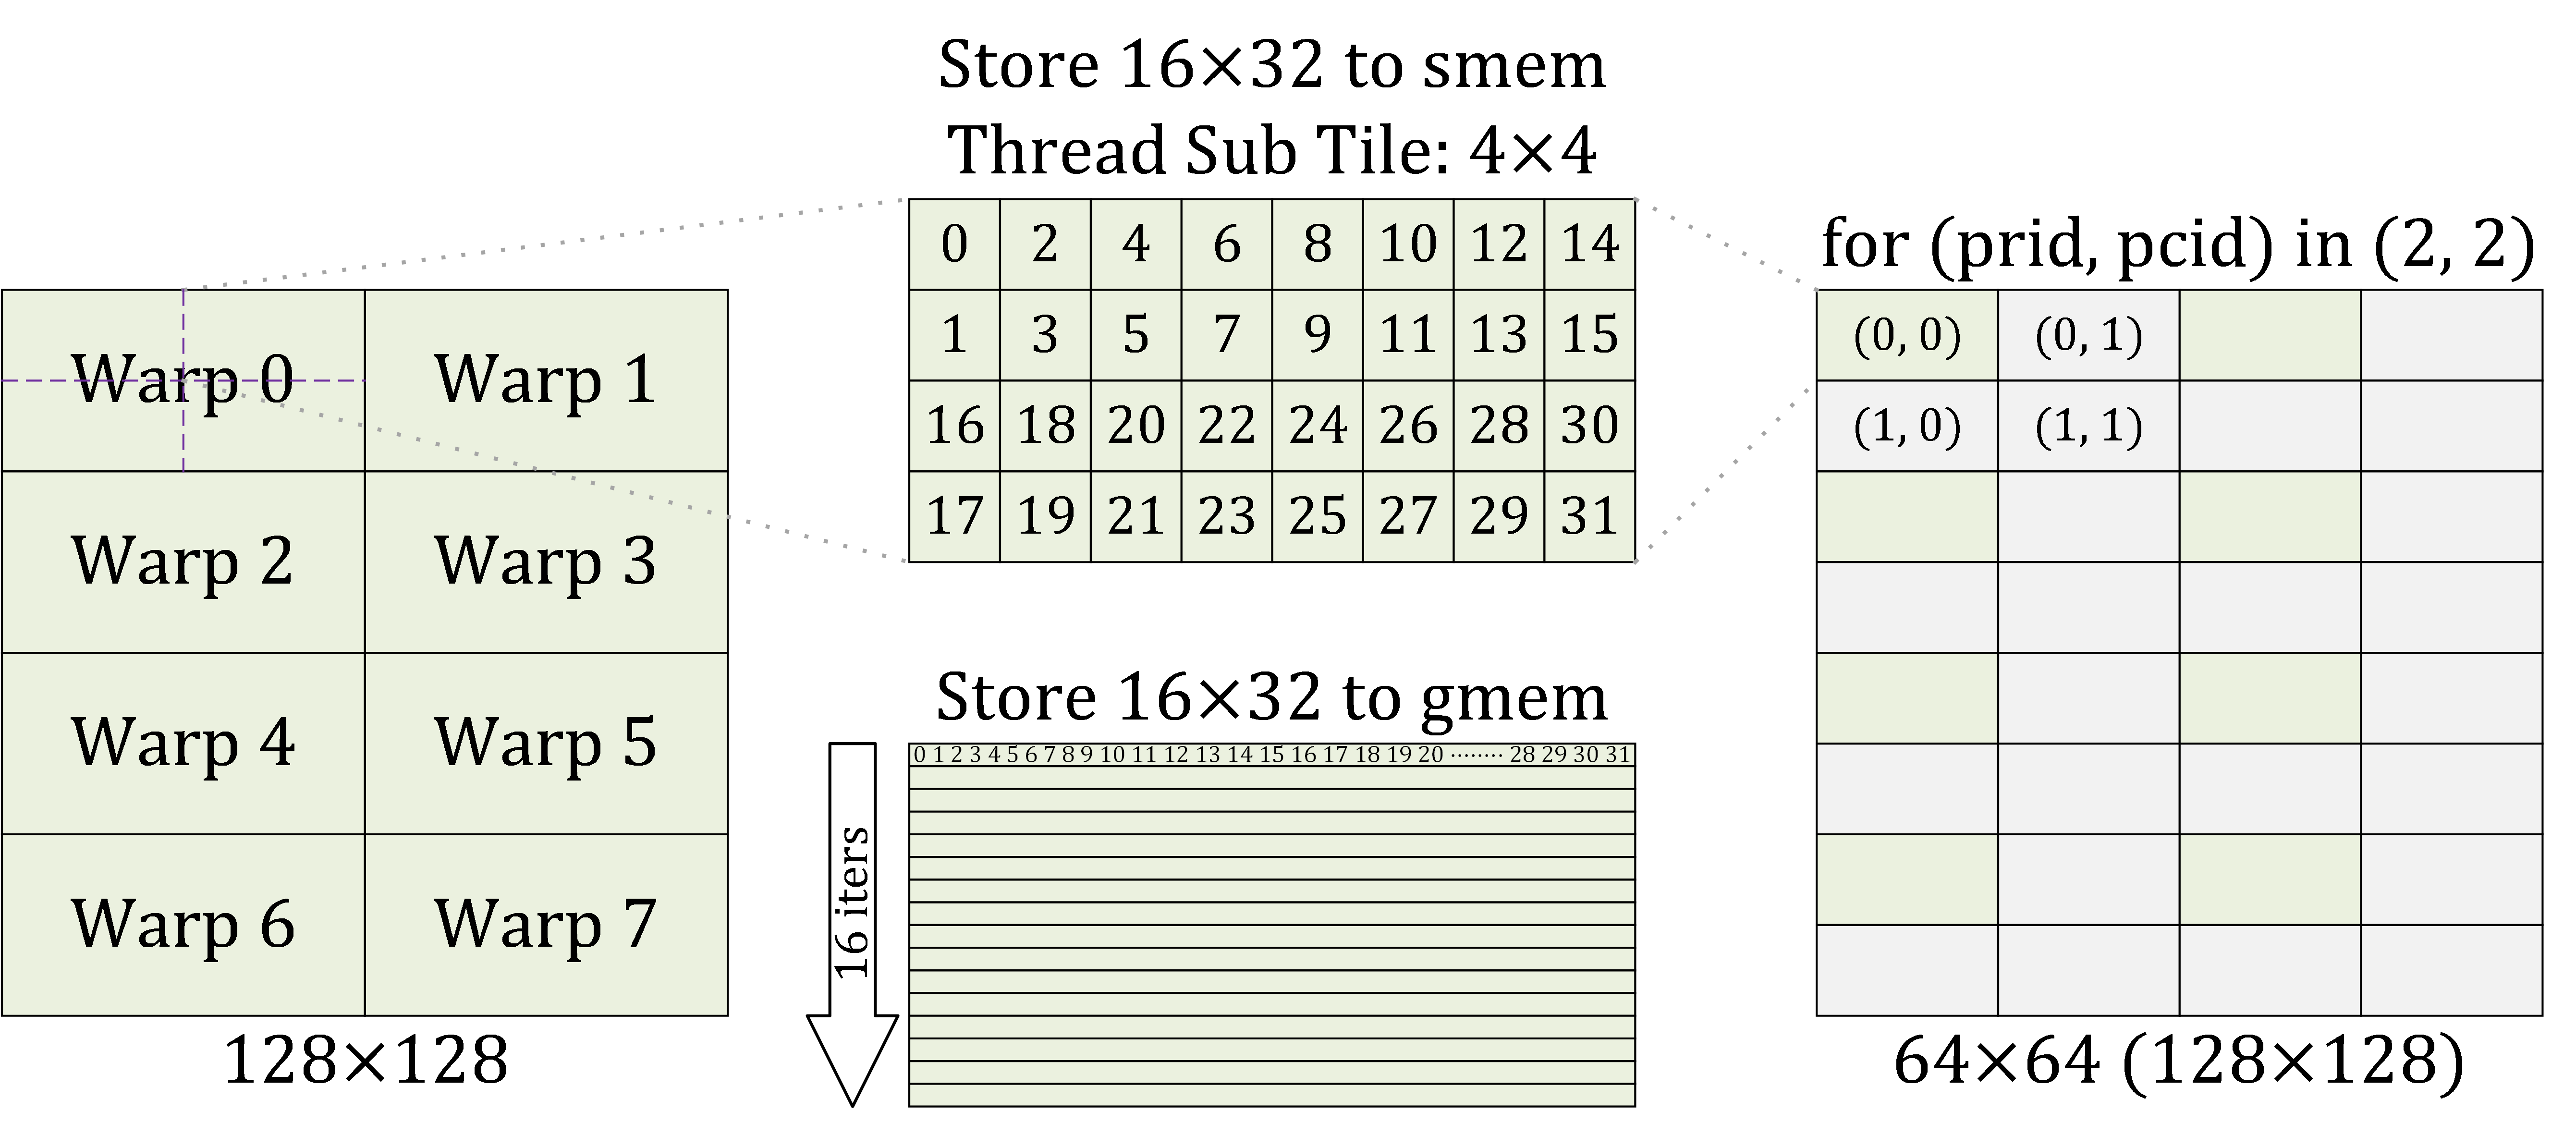 Store 16×32 to smem
Thread Sub Tile: 4×4
0 2 4 6 8 10 12 14
1 3 5 7 9 11 13 15
16 18 20 22 24 26 28 30
17 19 21 23 25 27 29 31
Warp 0 Warp 1
Warp 2 Warp 3
Warp 4 Warp 5
Warp 6 Warp 7
128×128
Store 16×32 to gmem
0 1 2 3 4 5 6 7 8 9 10 11 12 13 14 15 16 17 18 19 20 ········ 28 29 30 31
16 iters
for (prid, pcid) in (2, 2)
(0, 0) (0, 1)
(1, 0) (1, 1)
64×64 (128×128)